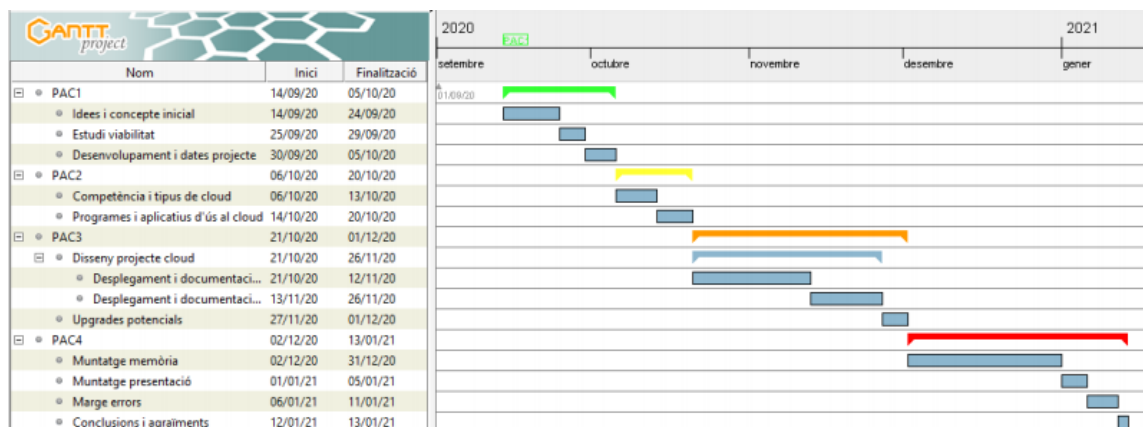 GANTT
project
2020
2021
PAC1
setembre octubre novembre desembre gener
01/09/20
Nom Inici Finalització
PAC1 14/09/20 05/10/20
Idees i concepte inicial 14/09/20 24/09/20
Estudi viabilitat 25/09/20 29/09/20
Desenvolupament i dates projecte 30/09/20 05/10/20
PAC2 06/10/20 20/10/20
Competència i tipus de cloud 06/10/20 13/10/20
Programes i aplicatius d'ús al cloud 14/10/20 20/10/20
PAC3 21/10/20 01/12/20
Disseny projecte cloud 21/10/20 26/11/20
Desplegament i documentaci... 21/10/20 12/11/20
Desplegament i documentaci... 13/11/20 26/11/20
Upgrades potencials 27/11/20 01/12/20
PAC4 02/12/20 13/01/21
Muntatge memòria 02/12/20 31/12/20
Muntatge presentació 01/01/21 05/01/21
Marge errors 06/01/21 11/01/21
Conclusions i agraïments 12/01/21 13/01/21